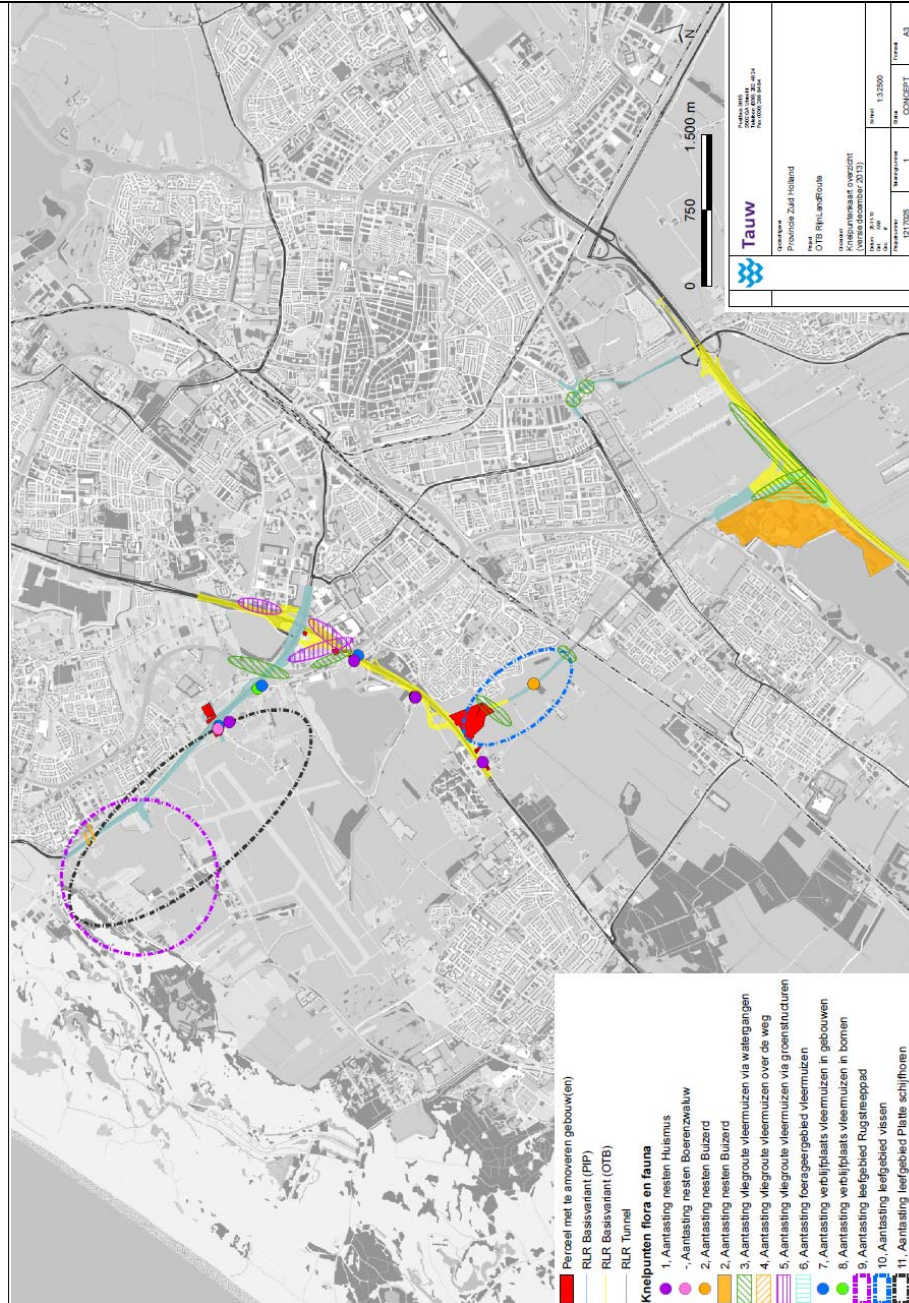 Perceel met te amoveren gebouw(en)
RLR Basisvariant (PIP)
RLR Basisvariant (OTB)
RLR Tunnel
Knelpunten flora en fauna
1, Aantasting nesten Huismus
-, Aantasting nesten Boerenzwaluw
2, Aantasting nesten Buizerd
2, Aantasting nesten Buizerd
3, Aantasting vliegroute vleermuizen via watergangen
4, Aantasting vliegroute vleermuizen over de weg
5, Aantasting vliegroute vleermuizen via groenstructuren
6, Aantasting foerageergebied vleermuizen
7, Aantasting verblijfplaats vleermuizen in gebouwen
8, Aantasting verblijfplaats vleermuizen in bomen
9, Aantasting leefgebied Rugstreeppad
10, Aantasting leefgebied vissen
11, Aantasting leefgebied Platte schijfhoren
0 750 1.500 m
N
Tauw
Provincie Zuid Holland
OTB RijnLandRoute
Knelpuntenkaart overzicht
(versie december 2013)
Schaal
1:32500
Status
CONCEPT
Formaat
A3
1217025
1